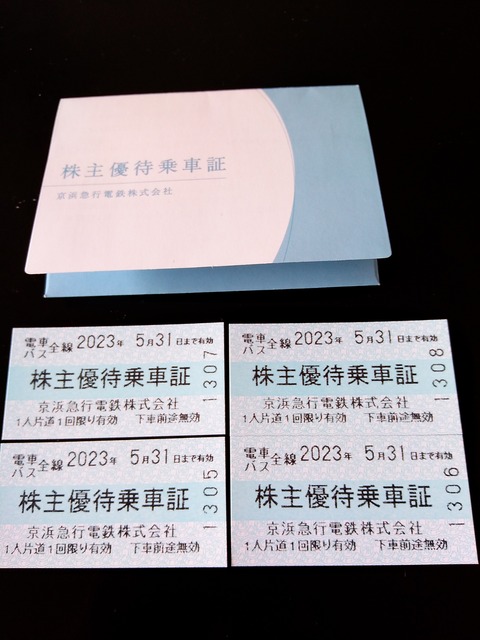 株主優待乗車証
京浜急行電鉄株式会社
電車バス全線2023年 5月31日まで有効
株主優待乗車証
京浜急行電鉄株式会社
1人片道1回限り有効 下車前途無効
1307
電車バス全線2023年 5月31日まで有効
株主優待乗車証
京浜急行電鉄株式会社
1人片道1回限り有効 下車前途無効
1308
電車バス全線2023年 5月31日まで有効
株主優待乗車証
京浜急行電鉄株式会社
1人片道1回限り有効 下車前途無効
1305
電車バス全線2023年 5月31日まで有効
株主優待乗車証
京浜急行電鉄株式会社
1人片道1回限り有効 下車前途無効
1306